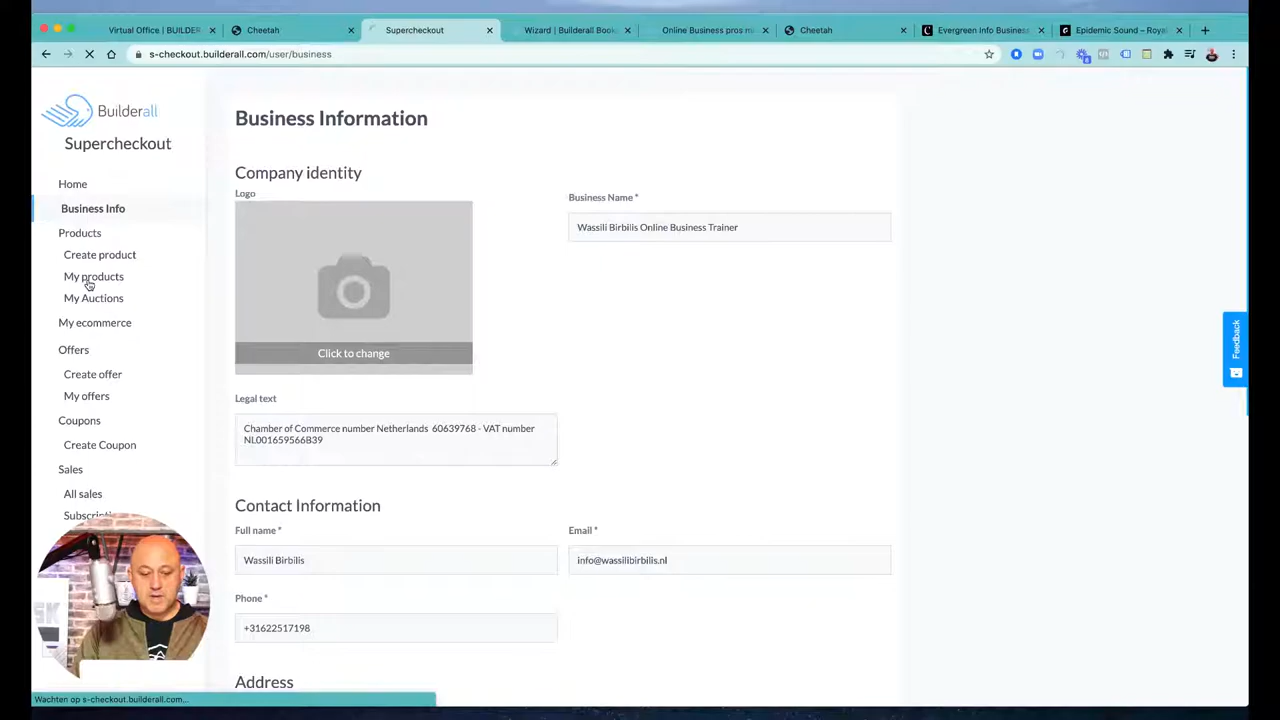 Virtual Office | BUILDER
Cheetah
Supercheckout
Wizard | Builderall Book
Online Business pros m
Cheetah
Evergreen Info Business
Epidemic Sound – Roya
s-checkout.builderall.com/user/business
Builderall
Supercheckout
Home
Business Info
Products
Create product
My products
My Auctions
My ecommerce
Offers
Create offer
My offers
Coupons
Create Coupon
Sales
All sales
Subscripti
Business Information
Company identity
Logo
Click to change
Business Name *
Wassili Birbilis Online Business Trainer
Legal text
Chamber of Commerce number Netherlands 60639768 - VAT number
NL001659566B39
Contact Information
Full name *
Wassili Birbilis
Email *
info@wassilibirbilis.nl
Phone *
+31622517198
Address
Feedback
Wachten op s-checkout.builderall.com...